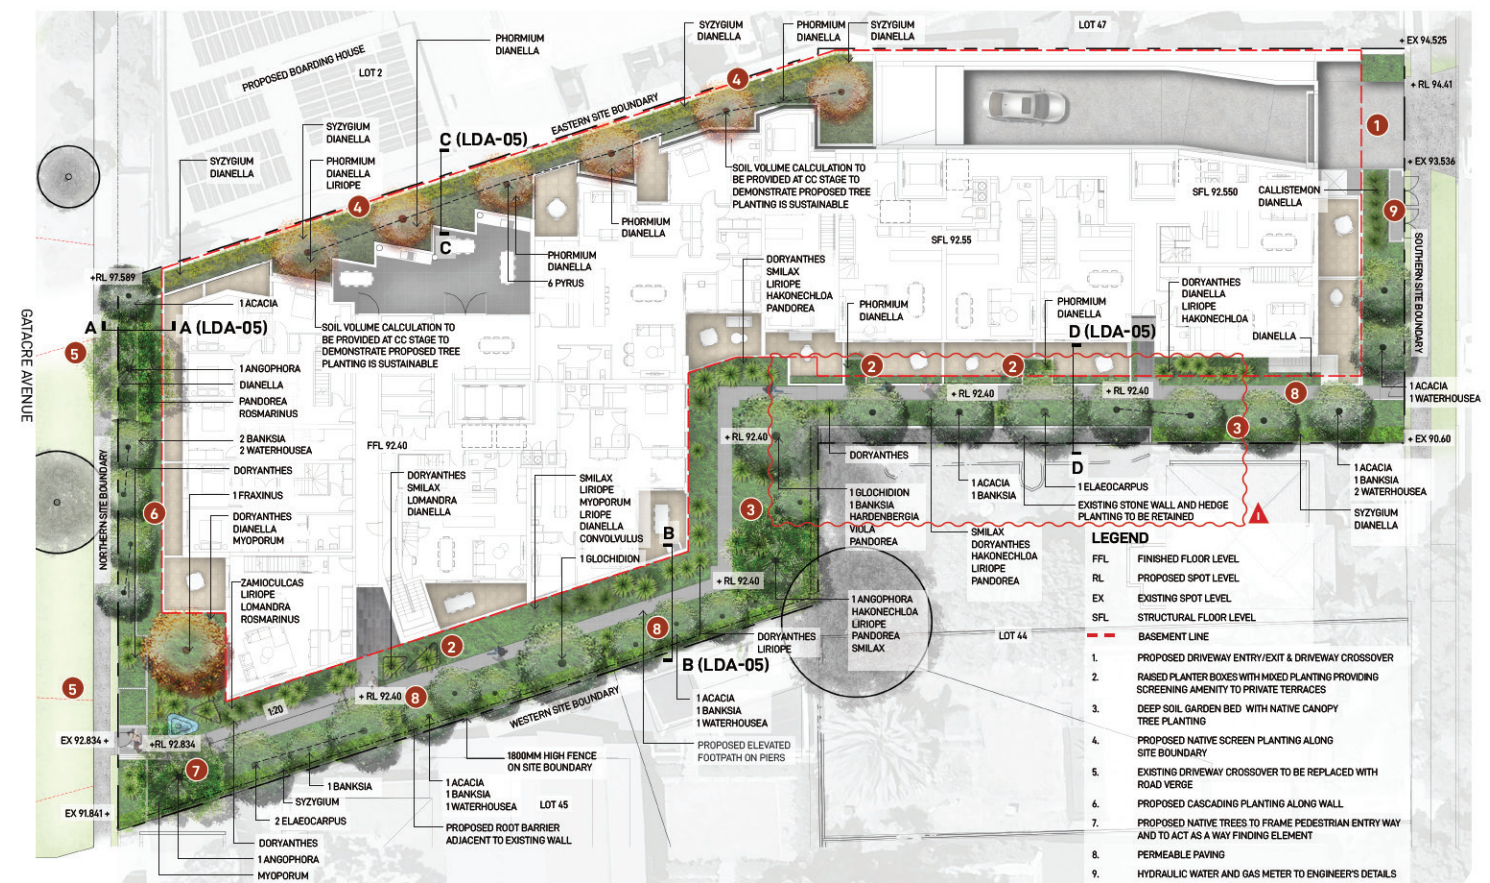 SYZYGIUM
DIANELLA
PHORMIUM
DIANELLA
SYZYGIUM
DIANELLA
LOT 47
PHORMIUM
DIANELLA
+ EX 94.525
PROPOSED BOARDING HOUSE
LOT 2
4
+ RL 94.41
EASTERN SITE BOUNDARY
SYZYGIUM
DIANELLA
C (LDA-05)
1
SYZYGIUM
DIANELLA
PHORMIUM
DIANELLA
LIRIOPE
SOIL VOLUME CALCULATION TO
BE PROVIDED AT CC STAGE TO
DEMONSTRATE PROPOSED TREE
PLANTING IS SUSTAINABLE
+ EX 93.536
SFL 92.550
CALLISTEMON
DIANELLA
4
9
PHORMIUM
DIANELLA
C
SFL 92.55
SOUTHERN SITE BOUNDARY
PHORMIUM
DIANELLA
6 PYRUS
DORYANTHES
SMILAX
LIRIOPE
HAKONECHLOA
PANDOREA
+RL 97.589
DORYANTHES
DIANELLA
LIRIOPE
HAKONECHLOA
1 ACACIA
PHORMIUM
DIANELLA
PHORMIUM
DIANELLA
GATACRE AVENUE
A
A (LDA-05)
SOIL VOLUME CALCULATION TO
BE PROVIDED AT CC STAGE TO
DEMONSTRATE PROPOSED TREE
PLANTING IS SUSTAINABLE
D (LDA-05)
DIANELLA
5
1 ANGOPHORA
DIANELLA
PANDOREA
ROSMARINUS
2
2
8
+ RL 92.40
+ RL 92.40
1 ACACIA
1 WATERHOUSEA
2 BANKSIA
2 WATERHOUSEA
FFL 92.40
+ RL 92.40
3
+ EX 90.60
DORYANTHES
D
DORYANTHES
NORTHERN SITE BOUNDARY
1 FRAXINUS
DORYANTHES
SMILAX
LOMANDRA
DIANELLA
SMILAX
LIRIOPE
MYOPORUM
LRIOPE
DIANELLA
CONVOLVULUS
1 GLOCHIDION
1 BANKSIA
HARDENBERGIA
VIOLA
PANDOREA
1 ACACIA
1 BANKSIA
1 ELAEOCARPUS
1 ACACIA
1 BANKSIA
2 WATERHOUSEA
EXISTING STONE WALL AND HEDGE
PLANTING TO BE RETAINED
SYZYGIUM
DIANELLA
6
DORYANTHES
DIANELLA
MYOPORUM
3
I
B
SMILAX
DORYANTHES
HAKONECHLOA
LIRIOPE
PANDOREA
1 GLOCHIDION
ZAMIOCULCAS
LIRIOPE
LOMANDRA
ROSMARINUS
+ RL 92.40
1 ANGOPHORA
HAKONECHLOA
LIRIOPE
PANDOREA
SMILAX
8
DORYANTHES
LIRIOPE
LOT 44
2
B (LDA-05)
5
+ RL 92.40
8
1:20
WESTERN SITE BOUNDARY
1 ACACIA
1 BANKSIA
1 WATERHOUSEA
EX 92.834 +
+RL 92.834
PROPOSED ELEVATED
FOOTPATH ON PIERS
7
1800MM HIGH FENCE
ON SITE BOUNDARY
1 BANKSIA
SYZYGIUM
2 ELAEOCARPUS
1 ACACIA
1 BANKSIA
1 WATERHOUSEA
LOT 45
EX 91.841 +
PROPOSED ROOT BARRIER
ADJACENT TO EXISTING WALL
DORYANTHES
1 ANGOPHORA
MYOPORUM
LEGEND
FFL FINISHED FLOOR LEVEL
RL PROPOSED SPOT LEVEL
EX EXISTING SPOT LEVEL
SFL STRUCTURAL FLOOR LEVEL
BASEMENT LINE
1. PROPOSED DRIVEWAY ENTRY/EXIT & DRIVEWAY CROSSOVER
2. RAISED PLANTER BOXES WITH MIXED PLANTING PROVIDING
SCREENING AMENITY TO PRIVATE TERRACES
3. DEEP SOIL GARDEN BED WITH NATIVE CANOPY
TREE PLANTING
4. PROPOSED NATIVE SCREEN PLANTING ALONG
SITE BOUNDARY
5. EXISTING DRIVEWAY CROSSOVER TO BE REPLACED WITH
ROAD VERGE
6. PROPOSED CASCADING PLANTING ALONG WALL
7. PROPOSED NATIVE TREES TO FRAME PEDESTRIAN ENTRY WAY
AND TO ACT AS A WAY FINDING ELEMENT
8. PERMEABLE PAVING
9. HYDRAULIC WATER AND GAS METER TO ENGINEER'S DETAILS